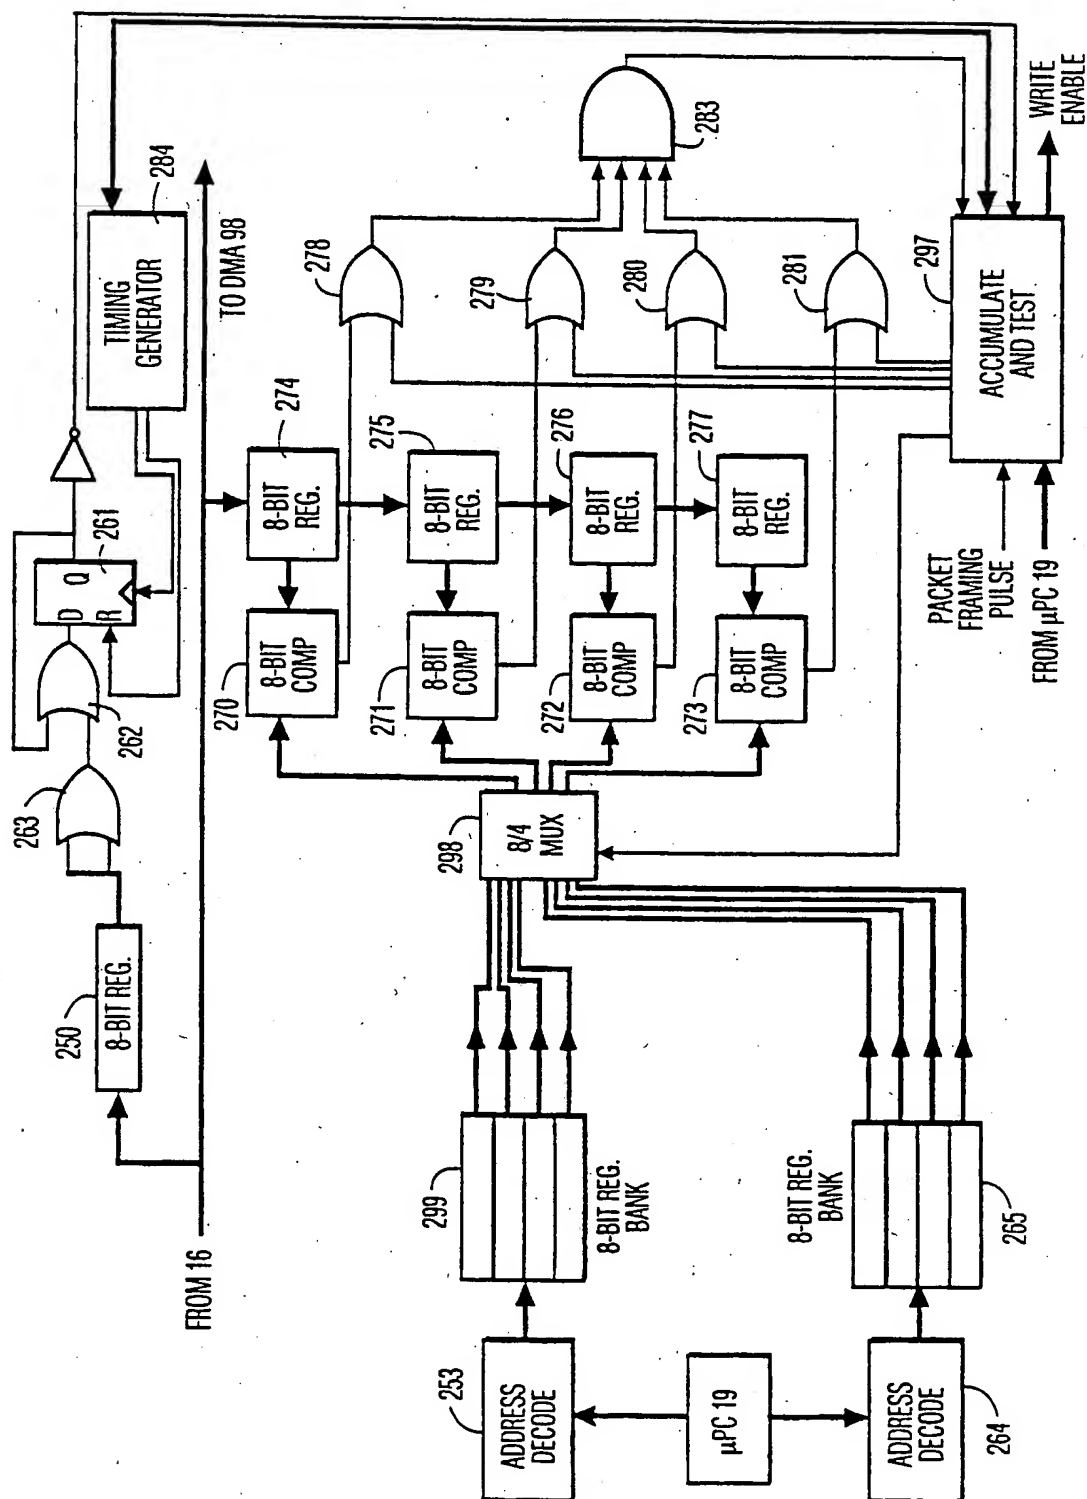 FROM 16
250
8-BIT REG.
263
262
D
Q
R
261
TIMING
GENERATOR
284
TO DMA 98
299
8-BIT REG.
BANK
253
ADDRESS
DECODE
µPC 19
ADDRESS
DECODE
264
8-BIT REG.
BANK
265
298
8/4
MUX
270
8-BIT
COMP
8-BIT
REG.
274
271
8-BIT
COMP
8-BIT
REG.
275
272
8-BIT
COMP
8-BIT
REG.
276
273
8-BIT
COMP
8-BIT
REG.
277
278
279
280
281
283
PACKET
FRAMING
PULSE
FROM µPC 19
ACCUMULATE
AND TEST
297
WRITE
ENABLE